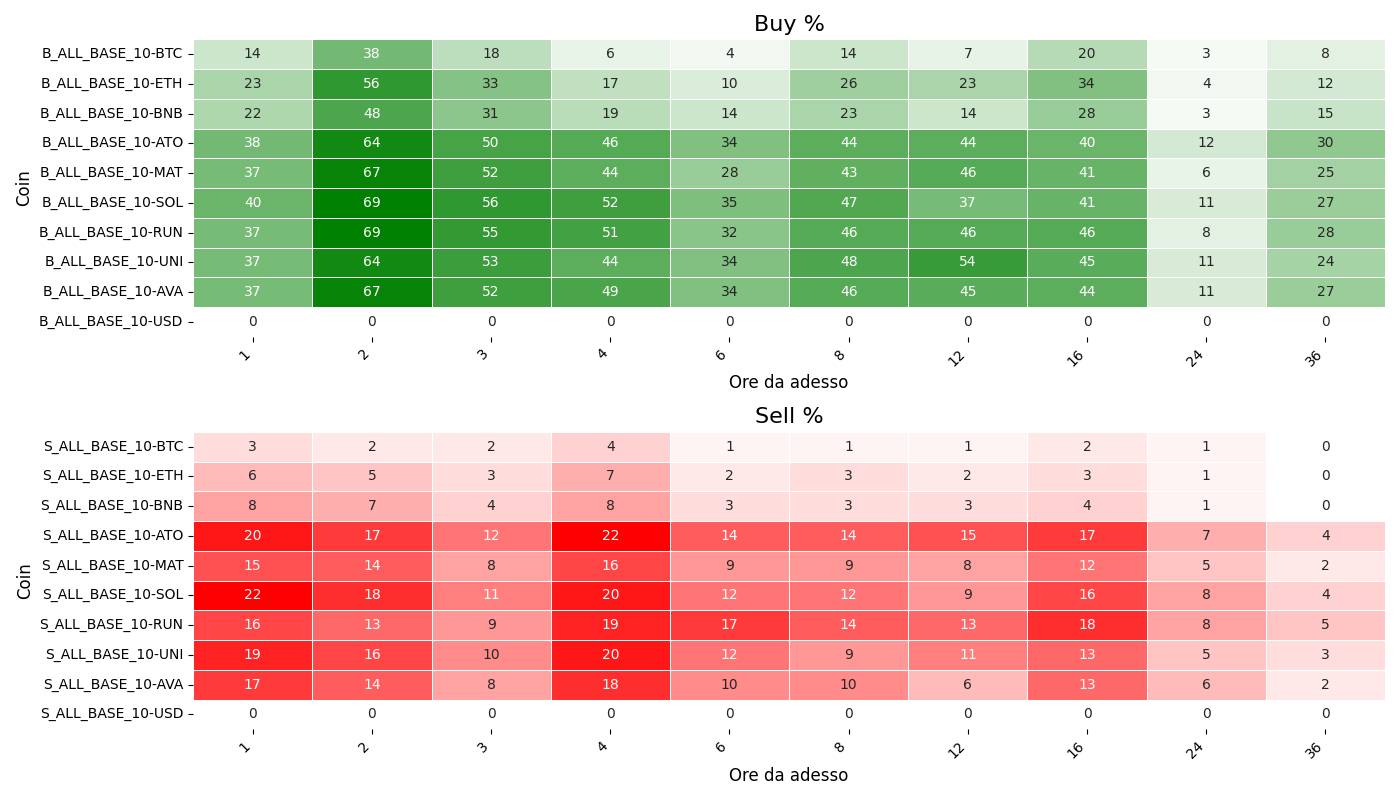 Buy %
Coin
B_ALL_BASE_10-BTC 14 38 18 6 4 14 7 20 3 8
B_ALL_BASE_10-ETH 23 56 33 17 10 26 23 34 4 12
B_ALL_BASE_10-BNB 22 48 31 19 14 23 14 28 3 15
B_ALL_BASE_10-ATO 38 64 50 46 34 44 44 40 12 30
B_ALL_BASE_10-MAT 37 67 52 44 28 43 46 41 6 25
B_ALL_BASE_10-SOL 40 69 56 52 35 47 37 41 11 27
B_ALL_BASE_10-RUN 37 69 55 51 32 46 46 46 8 28
B_ALL_BASE_10-UNI 37 64 53 44 34 48 54 45 11 24
B_ALL_BASE_10-AVA 37 67 52 49 34 46 45 44 11 27
B_ALL_BASE_10-USD 0 0 0 0 0 0 0 0 0 0
1 2 3 4 6 8 12 16 24 36
Ore da adesso
Sell %
Coin
S_ALL_BASE_10-BTC 3 2 2 4 1 1 1 2 1 0
S_ALL_BASE_10-ETH 6 5 3 7 2 3 2 3 1 0
S_ALL_BASE_10-BNB 8 7 4 8 3 3 3 4 1 0
S_ALL_BASE_10-ATO 20 17 12 22 14 14 15 17 7 4
S_ALL_BASE_10-MAT 15 14 8 16 9 9 8 12 5 2
S_ALL_BASE_10-SOL 22 18 11 20 12 12 9 16 8 4
S_ALL_BASE_10-RUN 16 13 9 19 17 14 13 18 8 5
S_ALL_BASE_10-UNI 19 16 10 20 12 9 11 13 5 3
S_ALL_BASE_10-AVA 17 14 8 18 10 10 6 13 6 2
S_ALL_BASE_10-USD 0 0 0 0 0 0 0 0 0 0
1 2 3 4 6 8 12 16 24 36
Ore da adesso